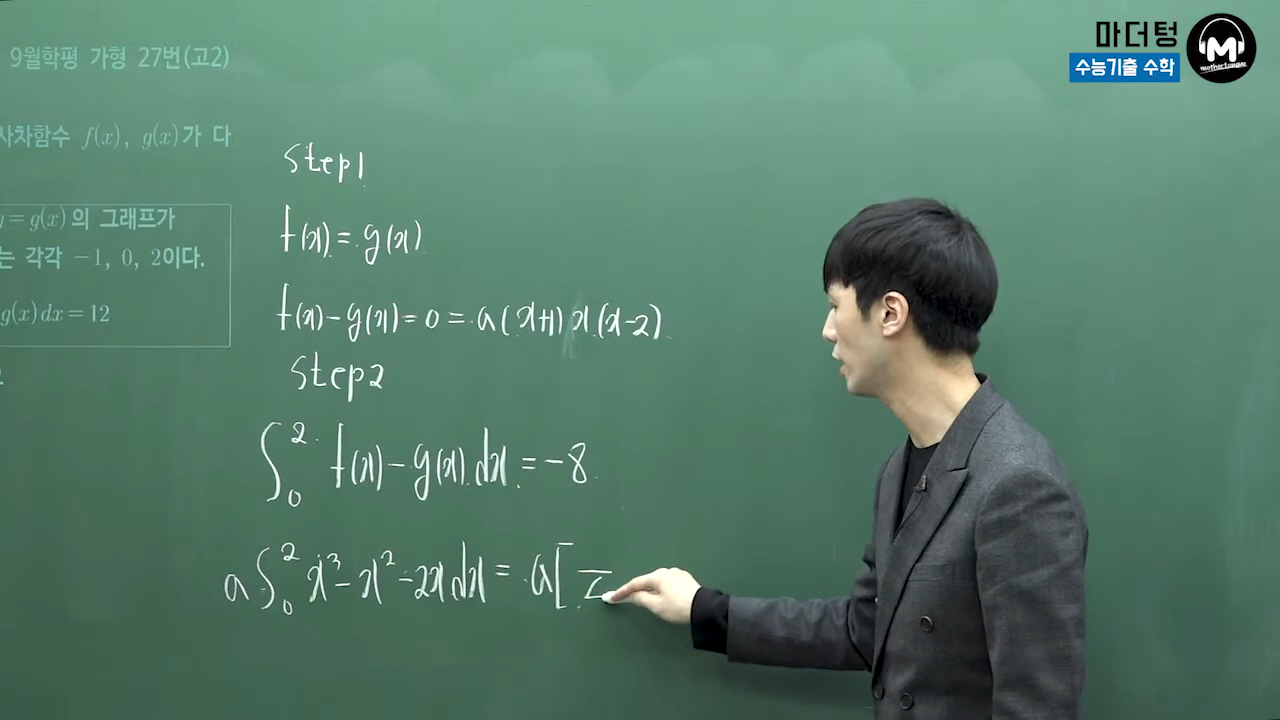 마더텅
수능기출 수학
M
mothertongue
9월학평 가형 27번(고2)
사차함수 f(x), g(x)가 다
y=g(x)의 그래프가
는 각각 -1, 0, 2이다.
g(x)dx=12
step1
f(x)=g(x)
f(x)-g(x)=0=a(x+1)x(x-2)
step2
∫₀² f(x)-g(x)dx=-8
a∫₀² x³-x²-2xdx=a[